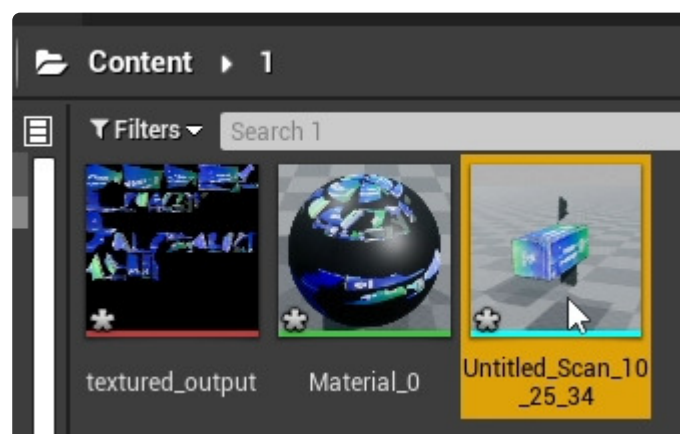 Content 1
Filters Search 1
textured_output Material_0 Untitled_Scan_10
_25_34